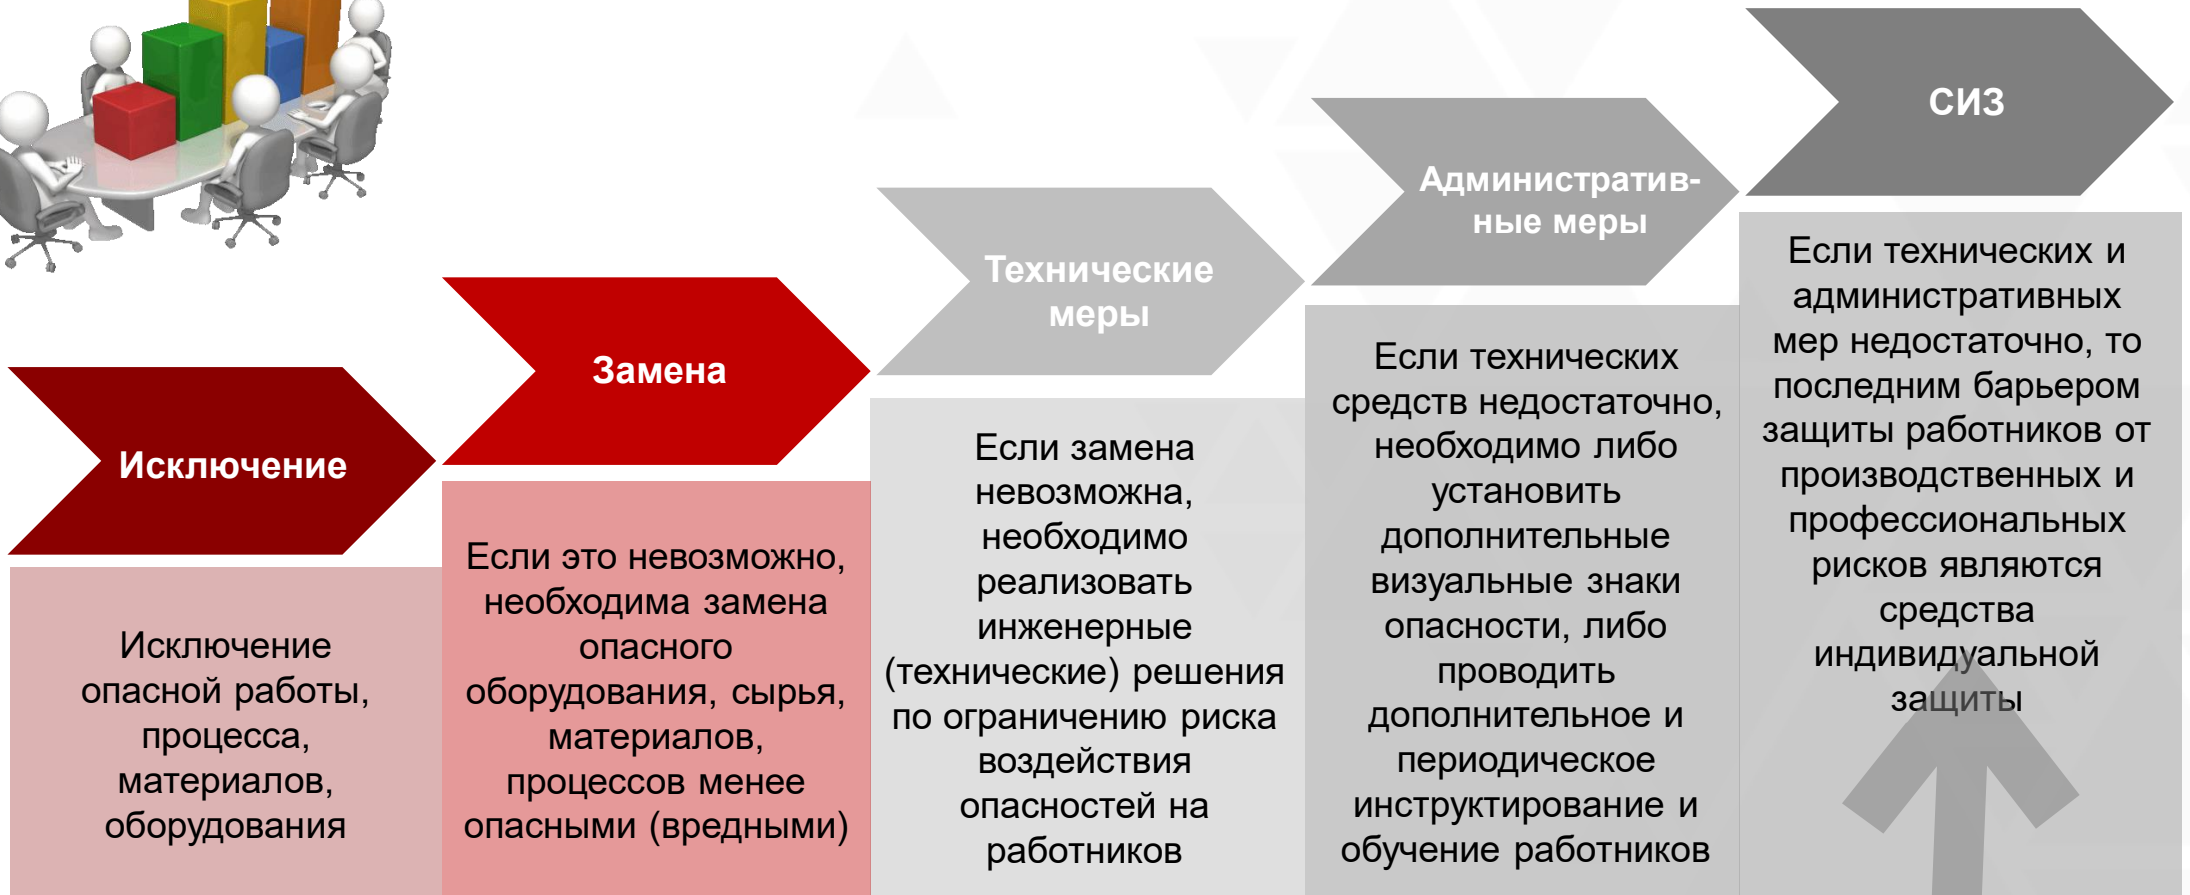 Исключение
Исключение
опасной работы,
процесса,
материалов,
оборудования
Замена
Если это невозможно,
необходима замена
опасного
оборудования, сырья,
материалов,
процессов менее
опасными (вредными)
Технические
меры
Если замена
невозможна,
необходимо
реализовать
инженерные
(технические) решения
по ограничению риска
воздействия
опасностей на
работников
Административ-
ные меры
Если технических
средств недостаточно,
необходимо либо
установить
дополнительные
визуальные знаки
опасности, либо
проводить
дополнительное и
периодическое
инструктирование и
обучение работников
СИЗ
Если технических и
административных
мер недостаточно, то
последним барьером
защиты работников от
производственных и
профессиональных
рисков являются
средства
индивидуальной
защиты